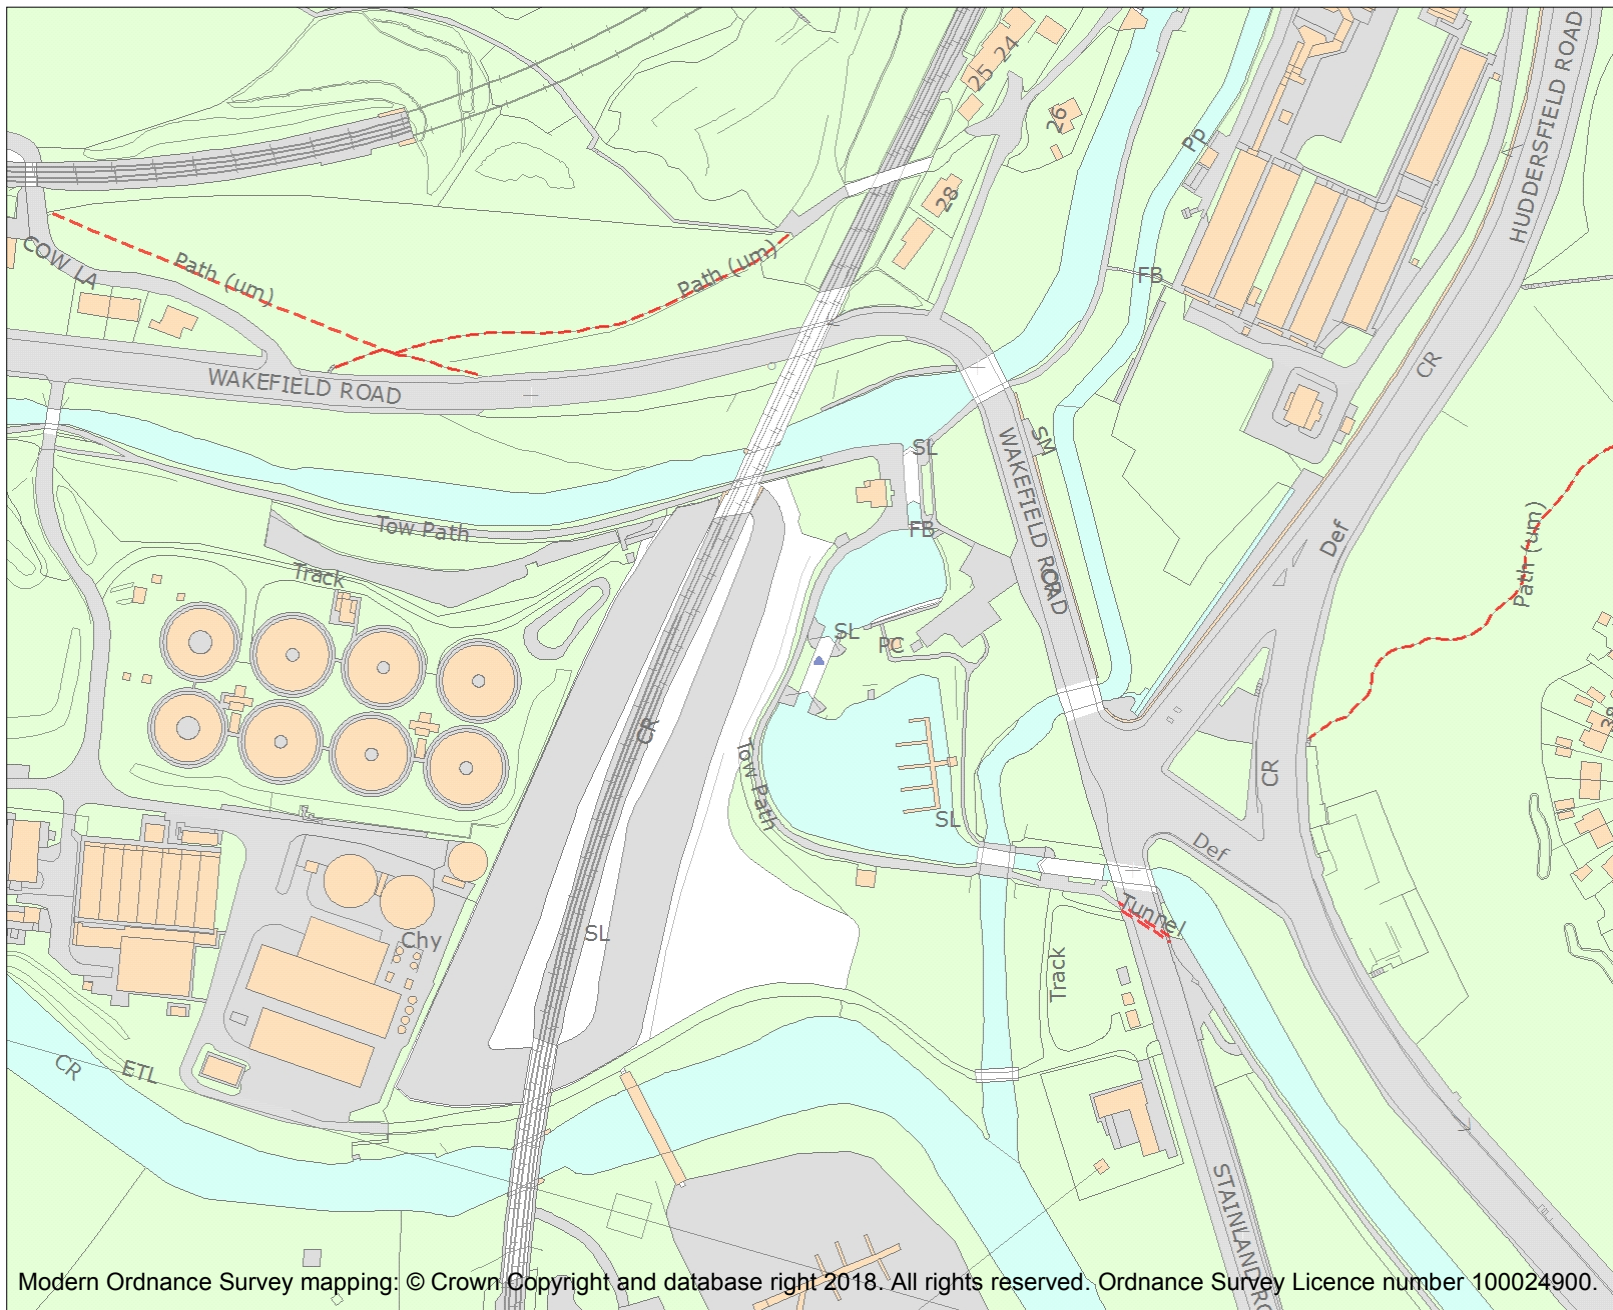 HUDDERSFIELD ROAD
25
24
26
Pp
28
COW LA
Path (um)
Path (um)
FB
CR
WAKEFIELD ROAD
SL
SM
WAKEFIELD ROAD
CR
Tow Path
FB
Def
Path (um)
Track
SL
PC
CR
Tow Path
CR
38
SL
Def
SL
Chy
Tunnel
Track
CR
ETL
STAINLAND RO
Modern Ordnance Survey mapping: © Crown Copyright and database right 2018. All rights reserved. Ordnance Survey Licence number 100024900.